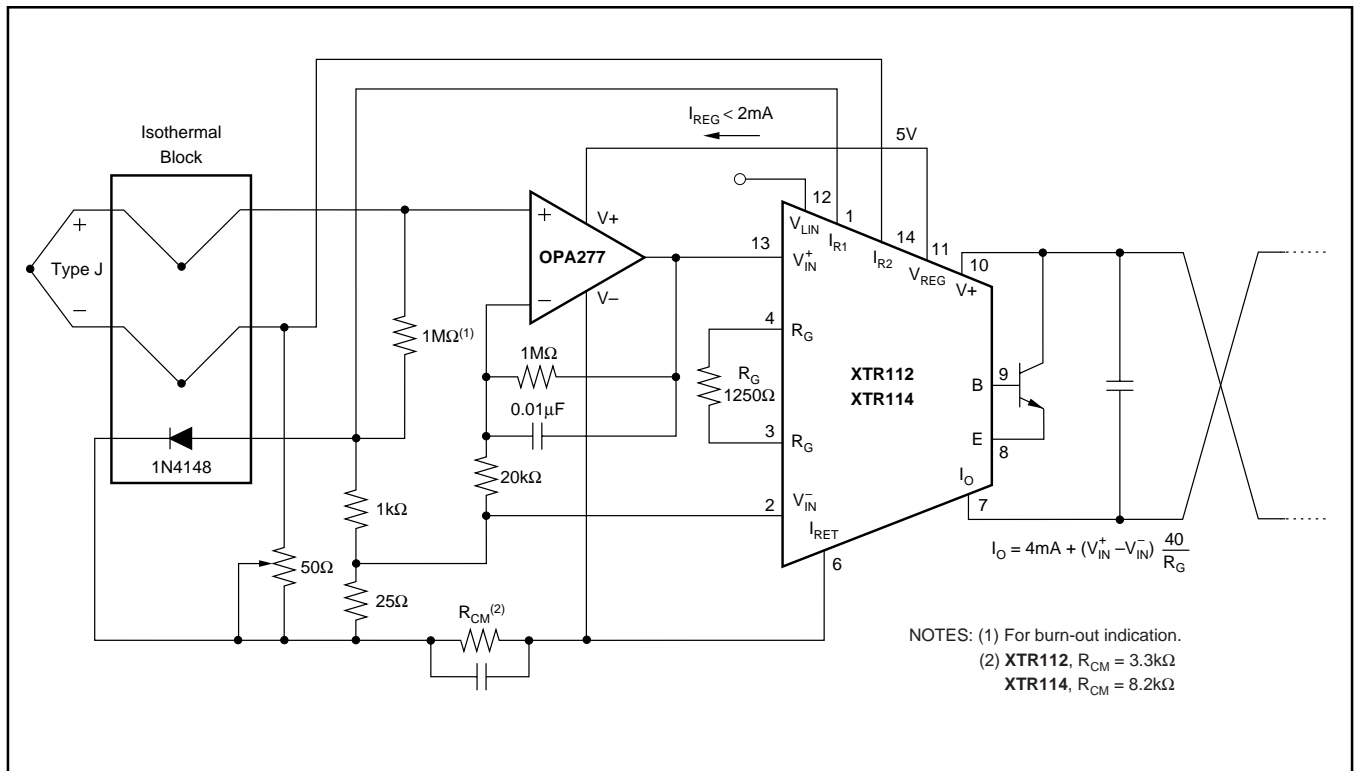 Isothermal
Block
+
Type J
−
1N4148
50Ω
1MΩ(1)
1kΩ
25Ω
RCM(2)
+
OPA277
−
V+
V–
1MΩ
0.01µF
20kΩ
IREG < 2mA
5V
12
1
14
11
10
13
4
3
2
6
9
8
7
VLIN
IR1
IR2
VREG
V+
V+IN
RG
RG
1250Ω
RG
V–IN
IRET
XTR112
XTR114
B
E
IO
IO = 4mA + (V+IN – V–IN) 40/RG
NOTES: (1) For burn-out indication.
(2) XTR112, RCM = 3.3kΩ
XTR114, RCM = 8.2kΩ